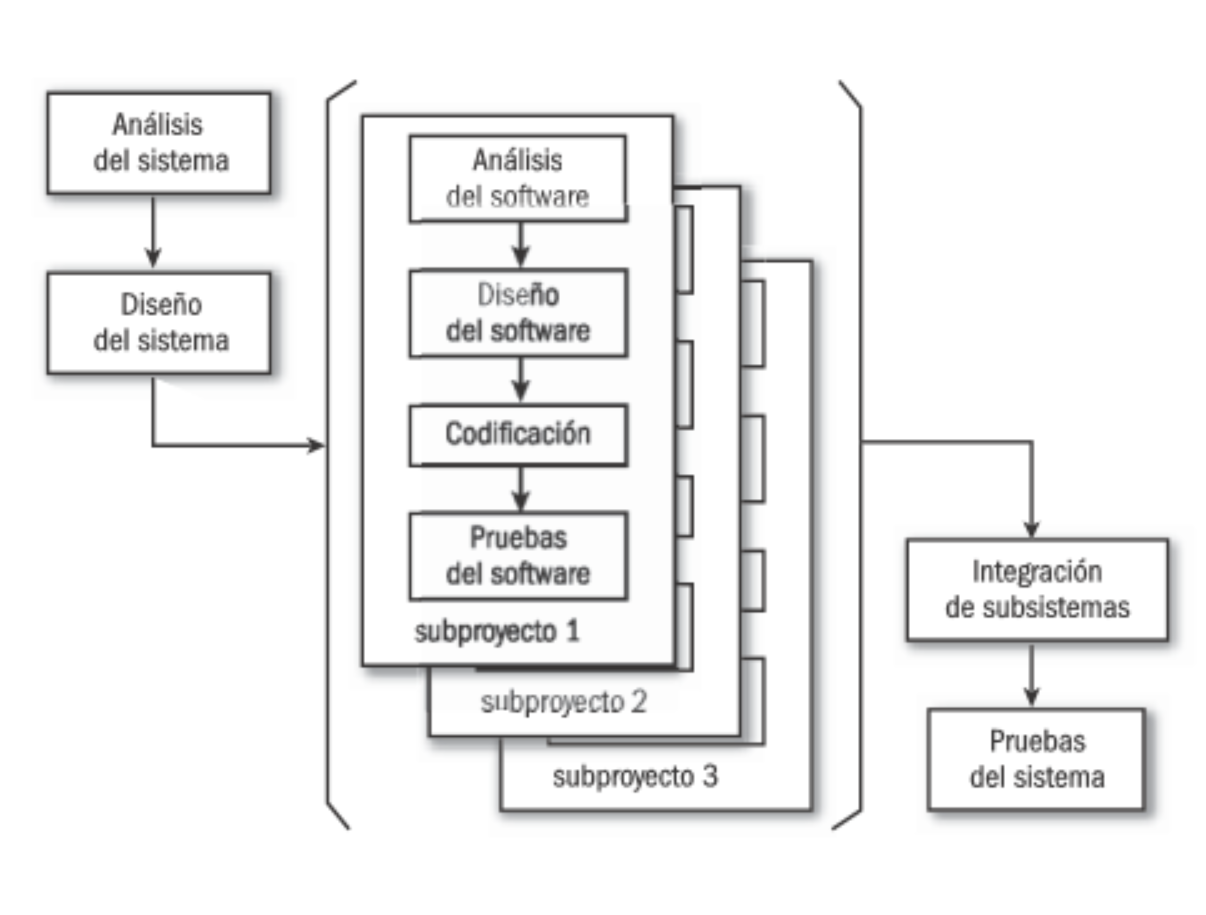 Análisis
del sistema
Diseño
del sistema
Análisis
del software
Diseño
del software
Codificación
Pruebas
del software
subproyecto 1
subproyecto 2
subproyecto 3
Integración
de subsistemas
Pruebas
del sistema